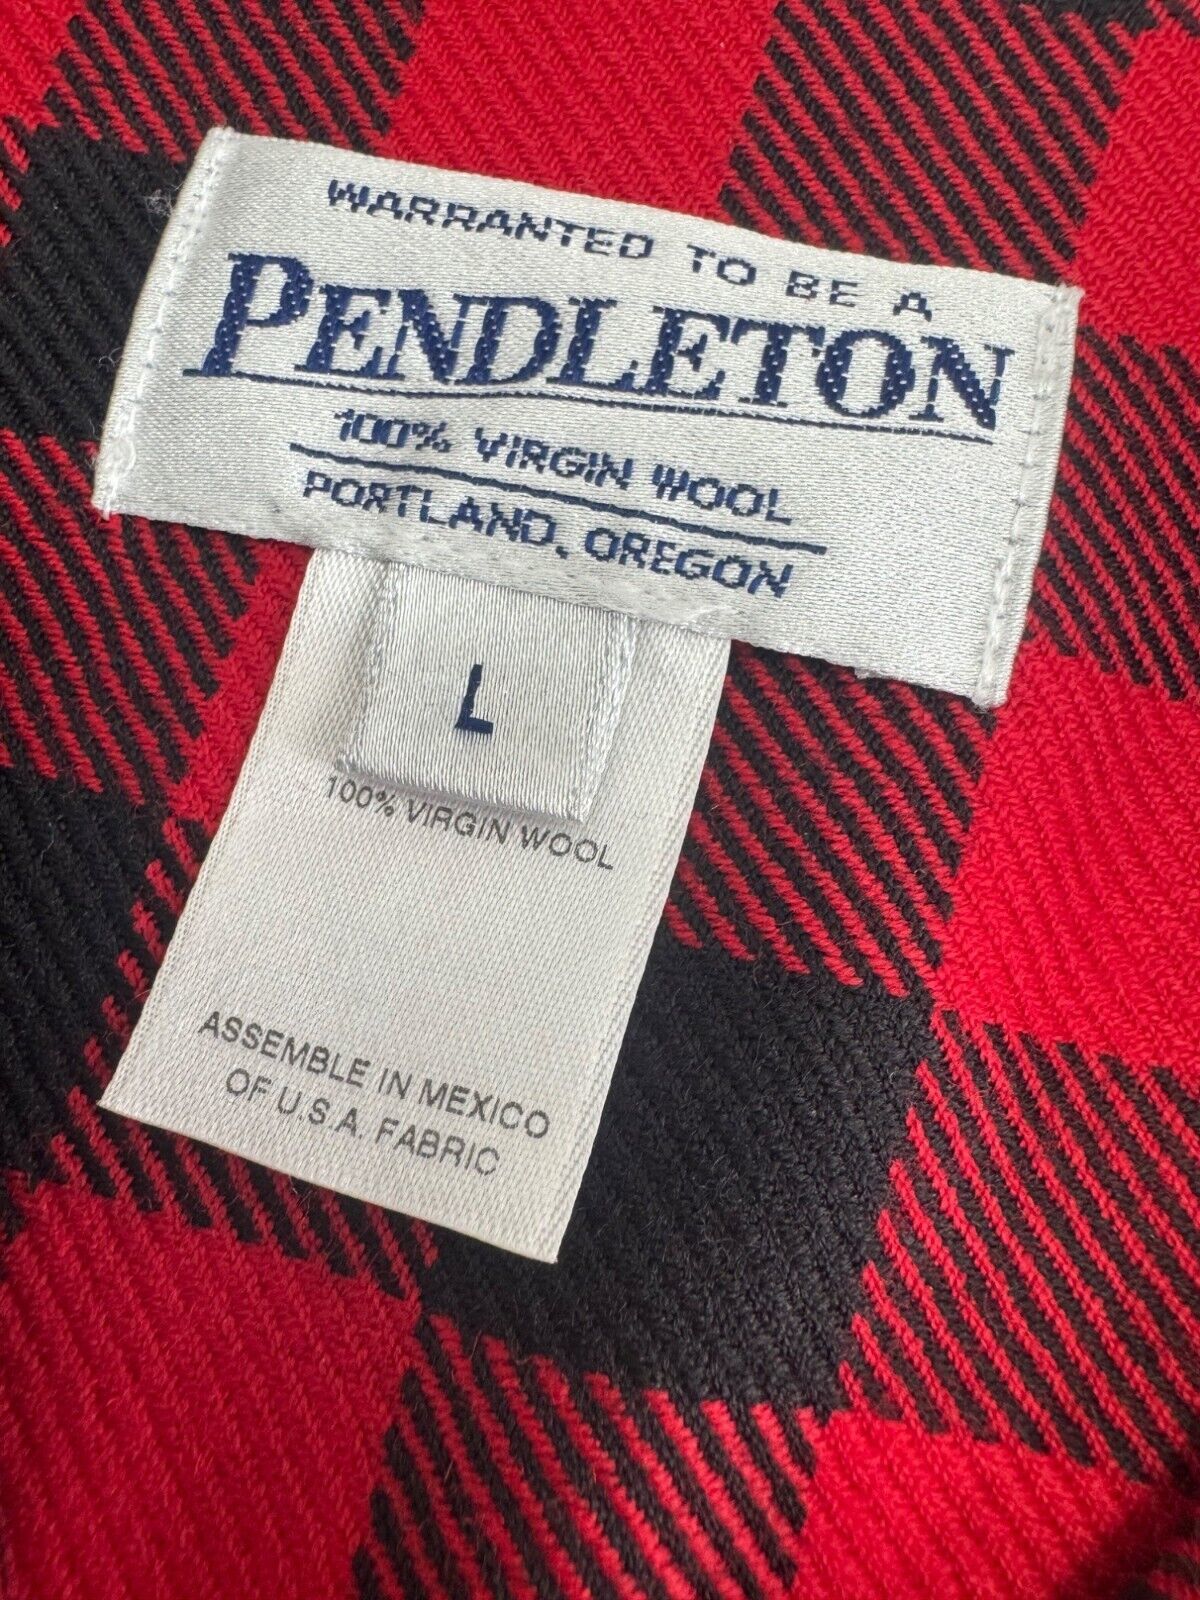 WARRANTED TO BE A
PENDLETON
100% VIRGIN WOOL
PORTLAND, OREGON
L
100% VIRGIN WOOL
ASSEMBLE IN MEXICO
OF U.S.A. FABRIC